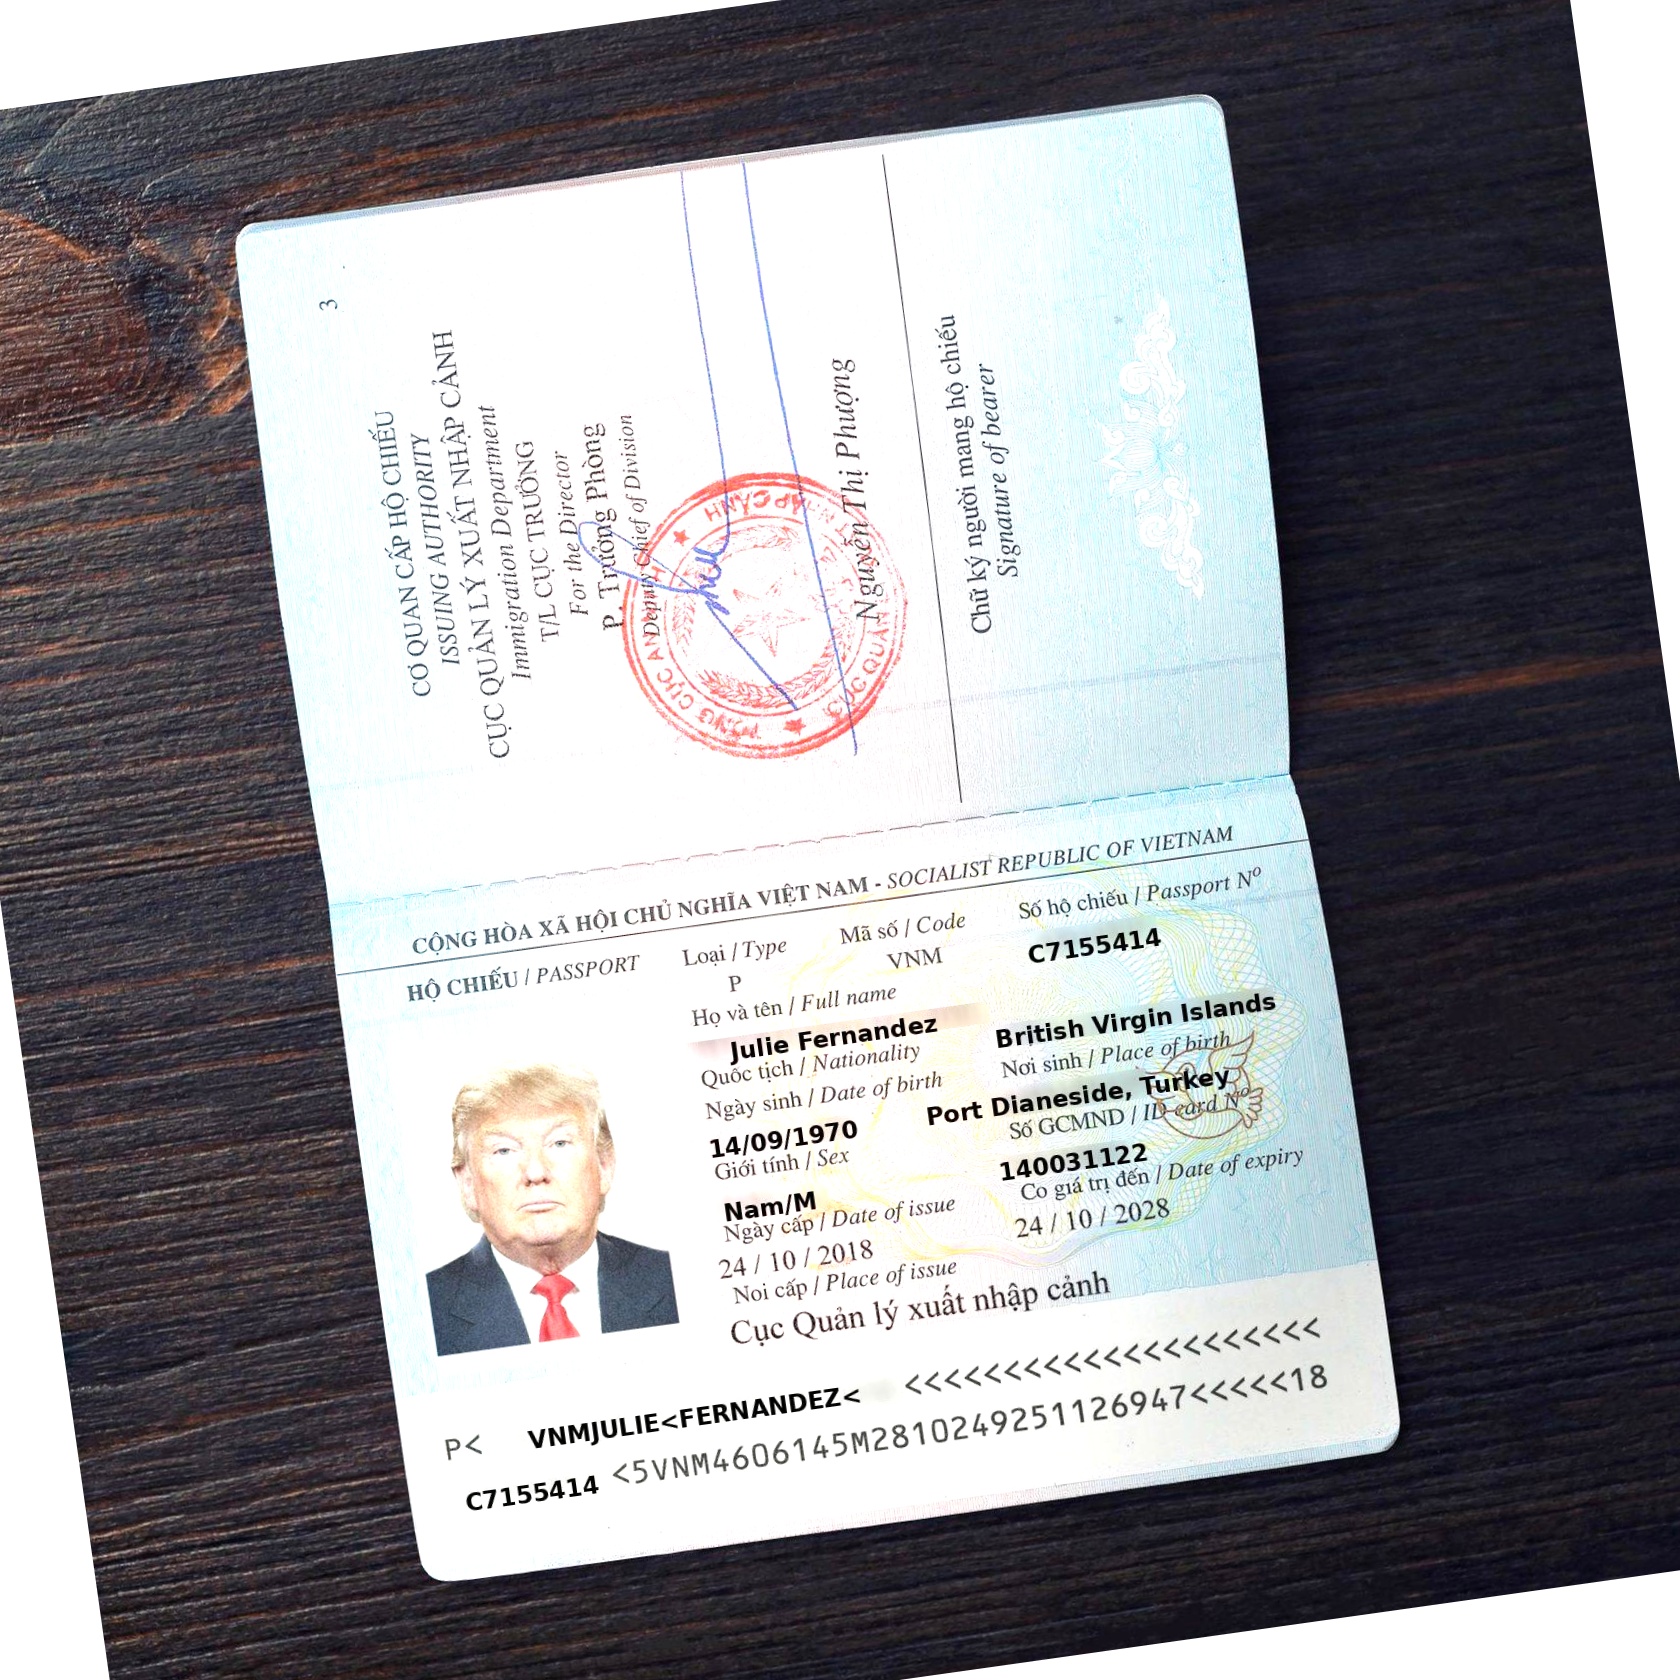 3
CƠ QUAN CẤP HỘ CHIẾU
ISSUING AUTHORITY
CỤC QUẢN LÝ XUẤT NHẬP CẢNH
Immigration Department
T/L CỤC TRƯỞNG
For the Director
P. Trưởng Phòng
Deputy Chief of Division
Nguyễn Thị Phượng
Chữ ký người mang hộ chiếu
Signature of bearer
CỘNG HÒA XÃ HỘI CHỦ NGHĨA VIỆT NAM - SOCIALIST REPUBLIC OF VIETNAM
HỘ CHIẾU / PASSPORT
Loại / Type
Mã số / Code
Số hộ chiếu / Passport Nº
P
VNM
C7155414
Họ và tên / Full name
Julie Fernandez
British Virgin Islands
Quốc tịch / Nationality
Nơi sinh / Place of birth
Ngày sinh / Date of birth
Port Dianeside, Turkey
14/09/1970
Số GCMND / ID card Nº
Giới tính / Sex
140031122
Nam/M
Co giá trị đến / Date of expiry
Ngày cấp / Date of issue
24 / 10 / 2028
24 / 10 / 2018
Noi cấp / Place of issue
Cục Quản lý xuất nhập cảnh
P< VNMJULIE<FERNANDEZ< <<<<<<<<<<<<<<<<<<<<<
C7155414 <5VNM4606145M2810249251126947<<<<<18